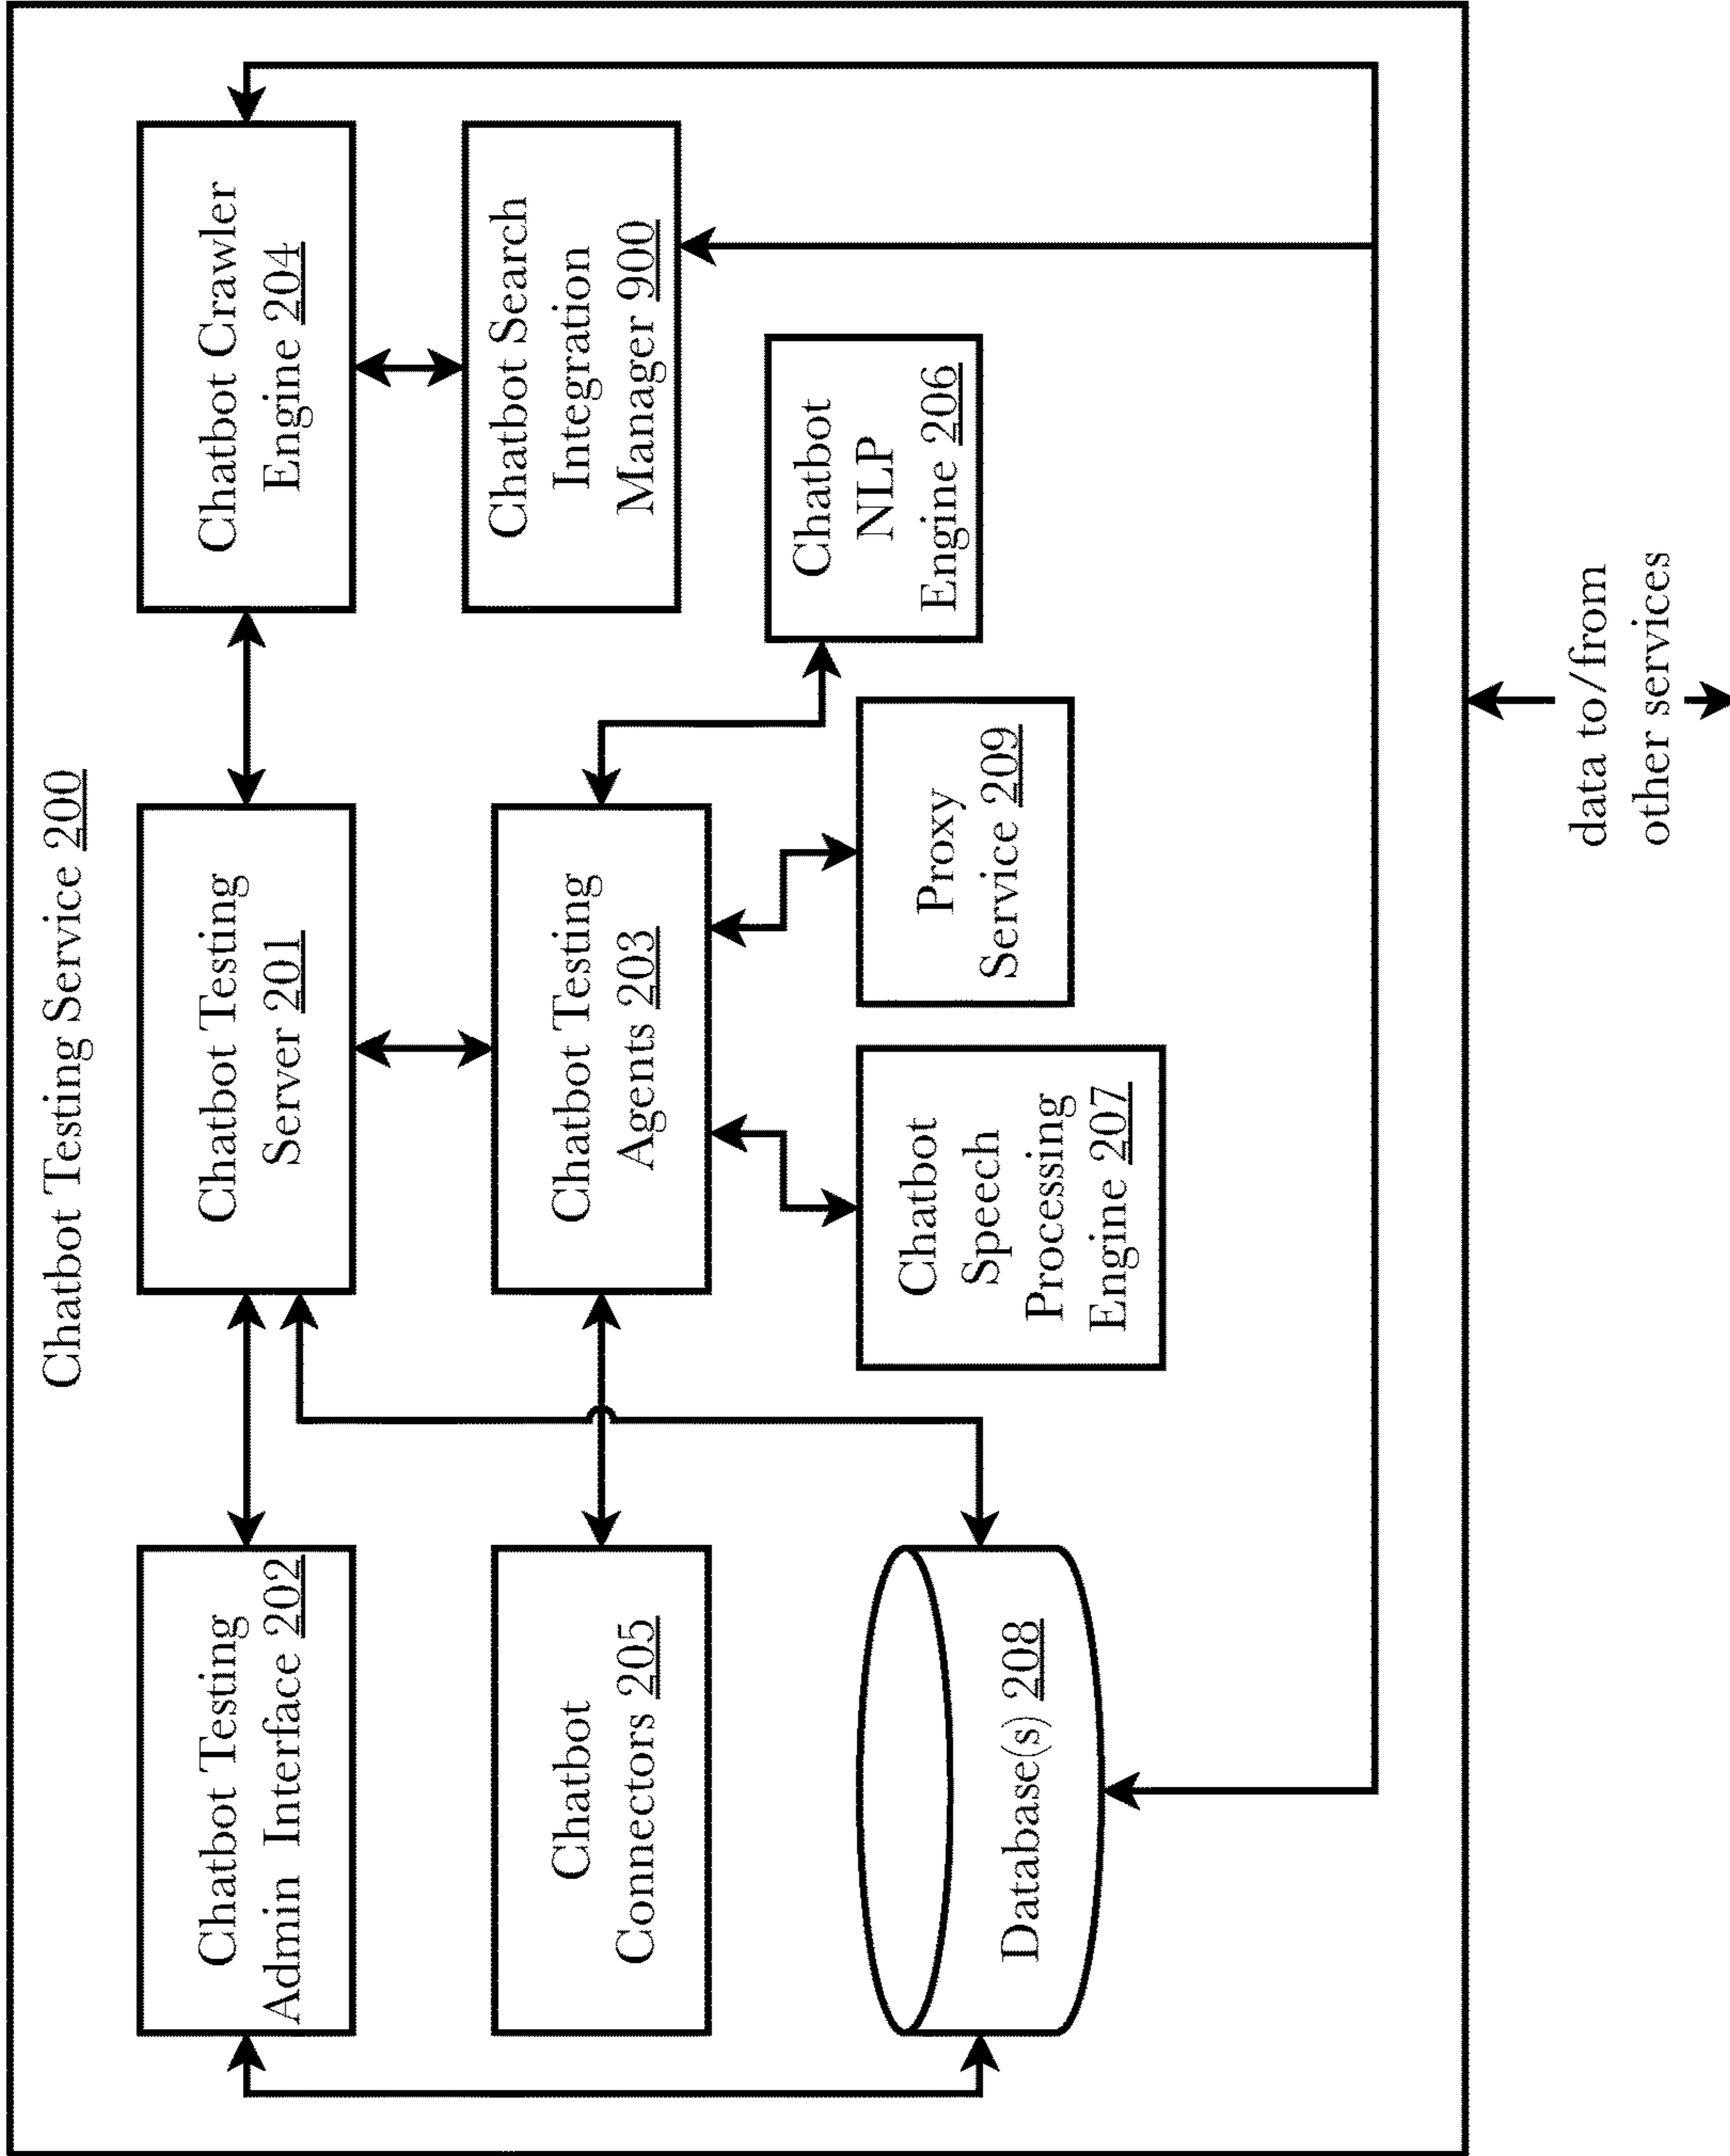 Chatbot Testing Service 200
Chatbot Testing
Admin Interface 202
Chatbot Testing
Server 201
Chatbot Crawler
Engine 204
Chatbot
Connectors 205
Chatbot Testing
Agents 203
Chatbot Search
Integration
Manager 900
Database(s) 208
Chatbot
Speech
Processing
Engine 207
Proxy
Service 209
Chatbot
NLP
Engine 206
data to/from
other services